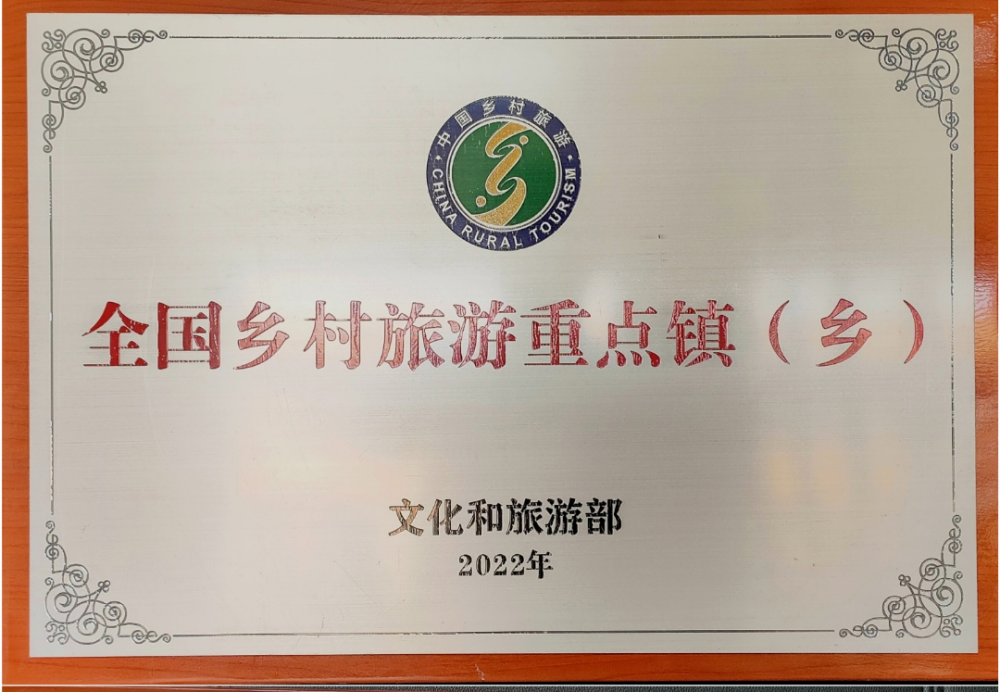 中国乡村旅游
CHINA RURAL TOURISM
全国乡村旅游重点镇（乡）
文化和旅游部
2022年